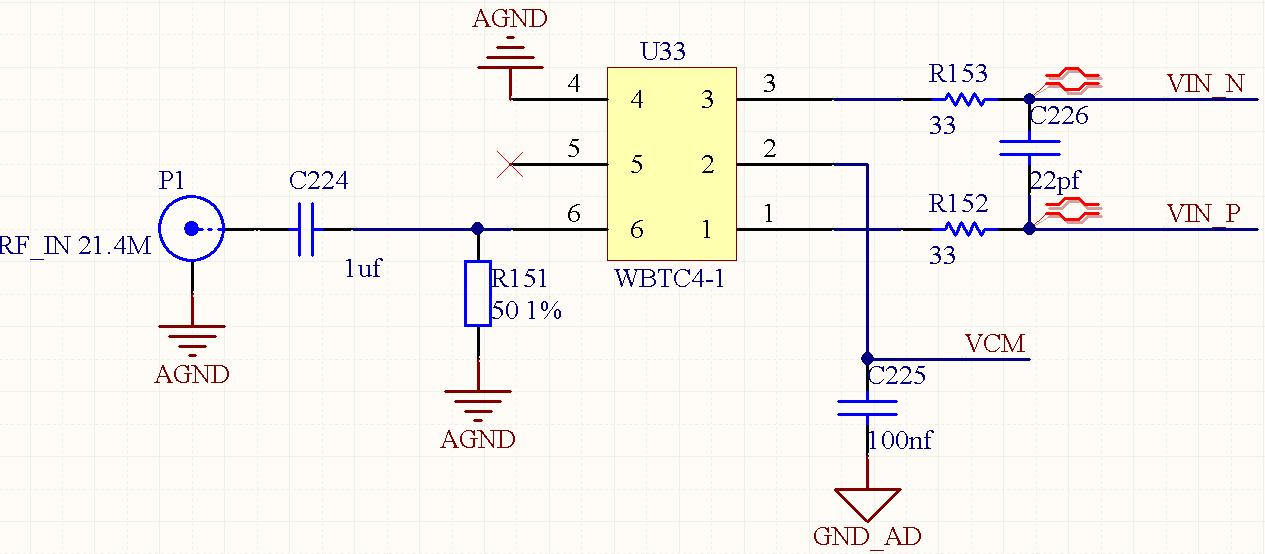 AGND
U33
4
4
3
3
R153
33
VIN_N
C226
5
5
2
2
22pf
P1
C224
6
6
1
1
R152
33
VIN_P
RF_IN 21.4M
1uf
R151
50 1%
WBTC4-1
AGND
VCM
C225
AGND
100nf
GND_AD